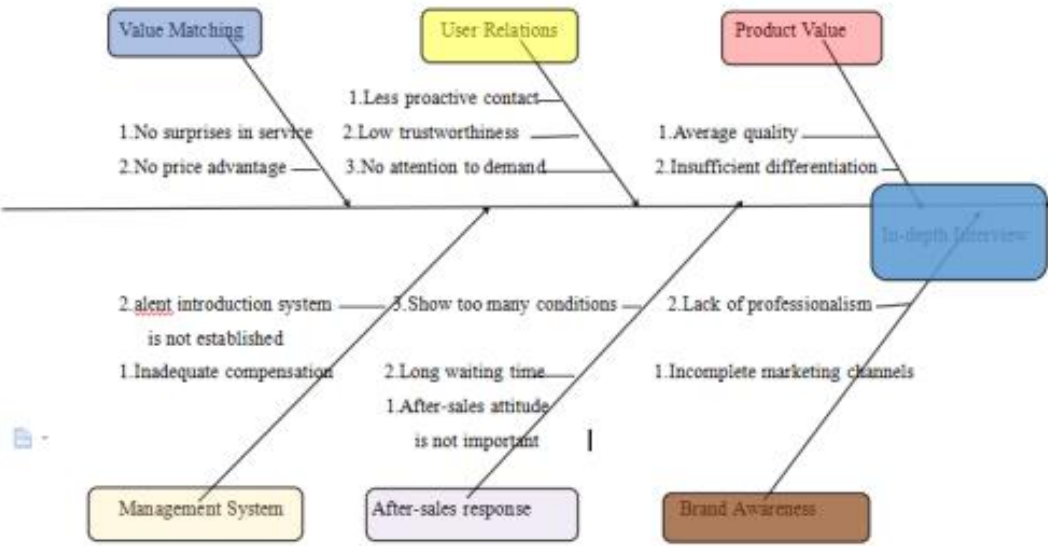 Value Matching
User Relations
Product Value
1.Less proactive contact
1.No surprises in service
2.Low trustworthiness
1.Average quality
2.No price advantage
3.No attention to demand
2.Insufficient differentiation
In-depth Interview
2.alent introduction system
is not established
3.Show too many conditions
2.Lack of professionalism
1.Inadequate compensation
2.Long waiting time
1.Incomplete marketing channels
1.After-sales attitude
is not important
Management System
After-sales response
Brand Awareness